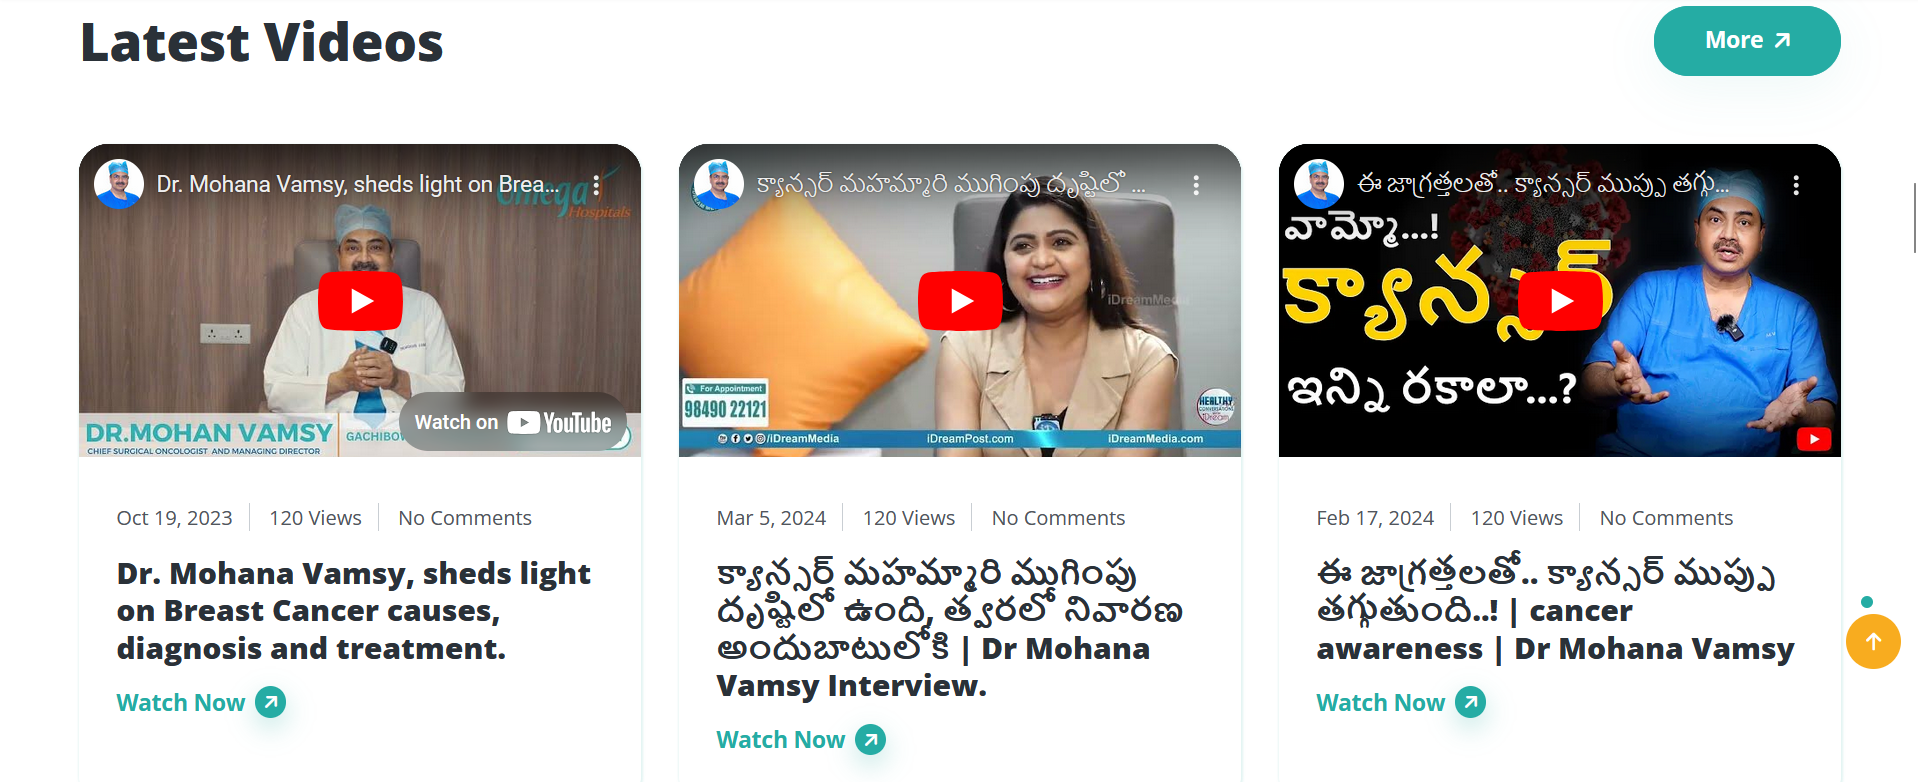 Latest Videos
More
Dr. Mohana Vamsy, sheds light on Brea...
Omega
Hospitals
DR.MOHAN VAMSY
CHIEF SURGICAL ONCOLOGIST AND MANAGING DIRECTOR
Watch on YouTube
Oct 19, 2023
120 Views
No Comments
Dr. Mohana Vamsy, sheds light
on Breast Cancer causes,
diagnosis and treatment.
Watch Now
క్యాన్సర్ మహమ్మారి ముగింపు దృష్టిలో ...
iDreamMedia
For Appointment
98490 22121
HEALTHY
CONVERSATIONS
iDream
/iDreamMedia
iDreamPost.com
iDreamMedia.com
Mar 5, 2024
120 Views
No Comments
క్యాన్సర్ మహమ్మారి ముగింపు
దృష్టిలో ఉంది, త్వరలో నివారణ
అందుబాటులోకి | Dr Mohana
Vamsy Interview.
Watch Now
ఈ జాగ్రత్తలతో.. క్యాన్సర్ ముప్పు తగ్గు...
వామ్మో...!
క్యాన్సర్
ఇన్ని రకాలా...?
Feb 17, 2024
120 Views
No Comments
ఈ జాగ్రత్తలతో.. క్యాన్సర్ ముప్పు
తగ్గుతుంది..! | cancer
awareness | Dr Mohana Vamsy
Watch Now